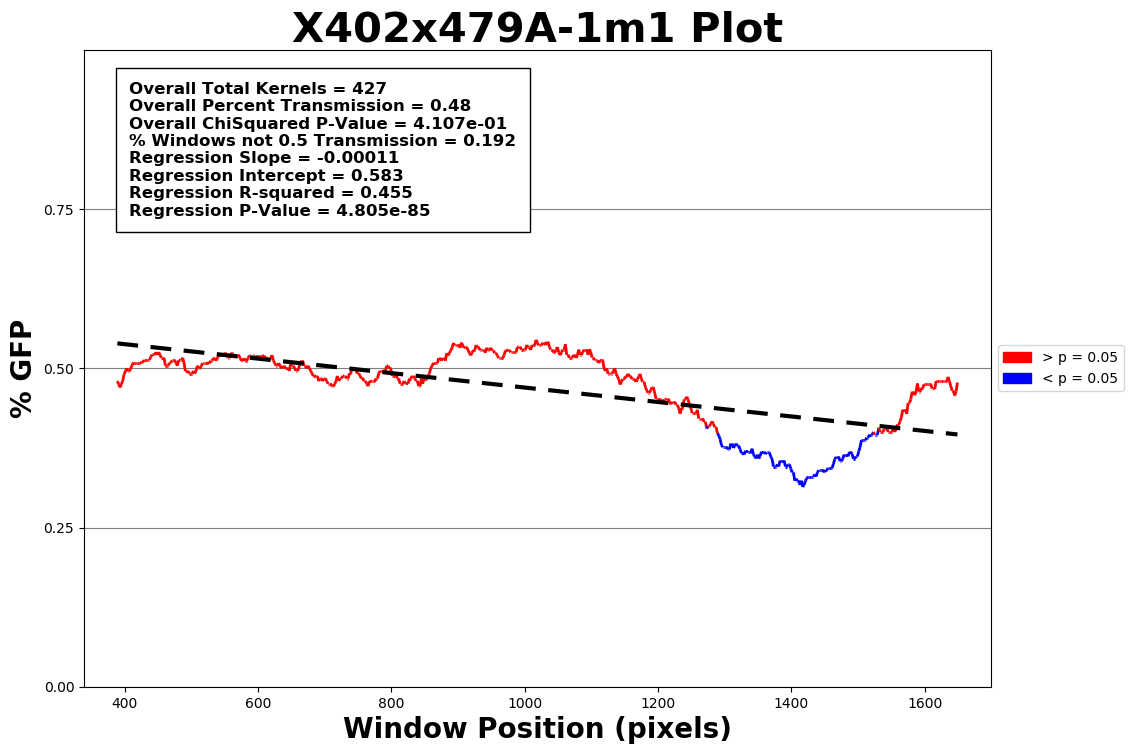 X402x479A-1m1 Plot
Overall Total Kernels = 427
Overall Percent Transmission = 0.48
Overall ChiSquared P-Value = 4.107e-01
% Windows not 0.5 Transmission = 0.192
Regression Slope = -0.00011
Regression Intercept = 0.583
Regression R-squared = 0.455
Regression P-Value = 4.805e-85
% GFP
0.75
0.50
0.25
0.00
> p = 0.05
< p = 0.05
400 600 800 1000 1200 1400 1600
Window Position (pixels)